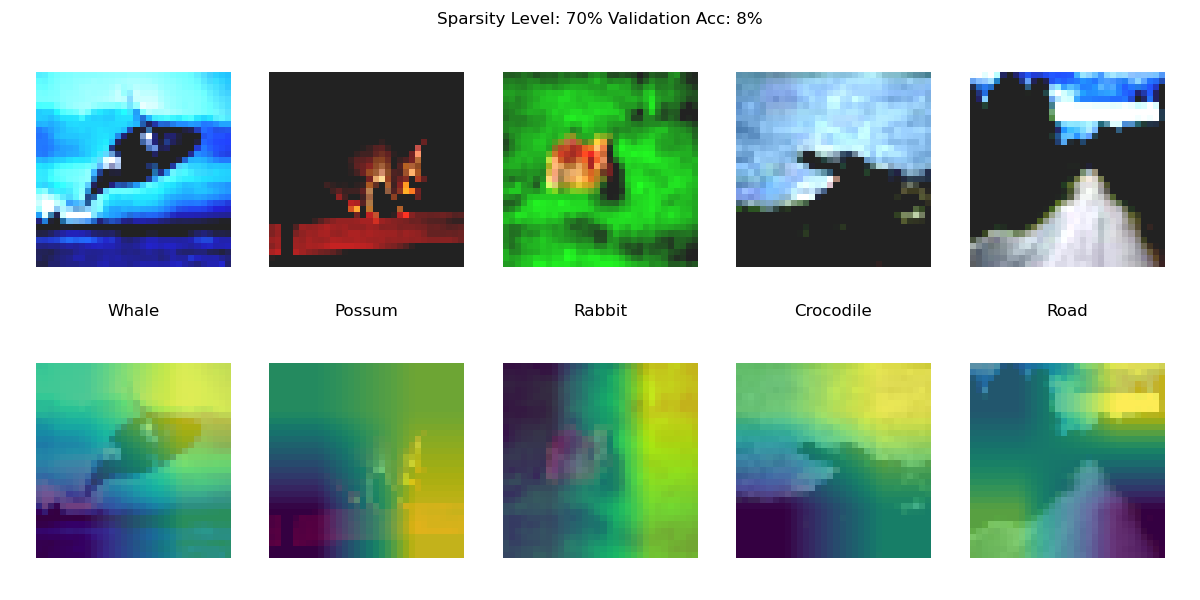 Sparsity Level: 70% Validation Acc: 8%
Whale
Possum
Rabbit
Crocodile
Road